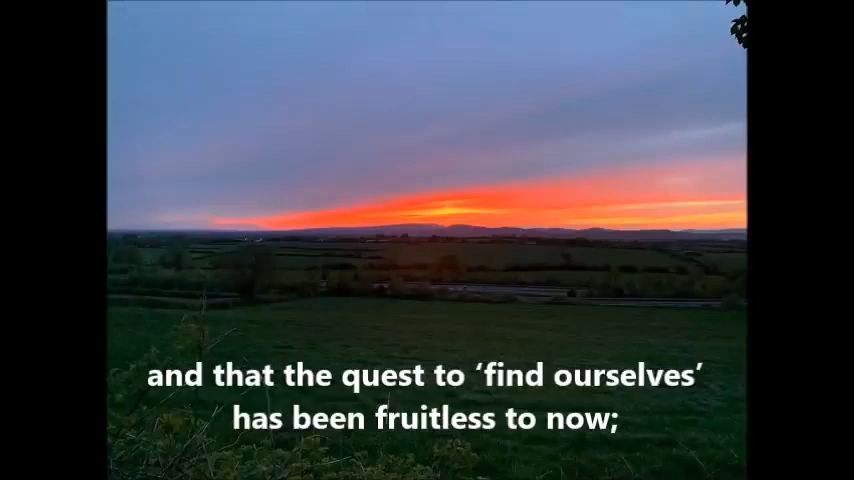 and that the quest to ‘find ourselves’
has been fruitless to now;